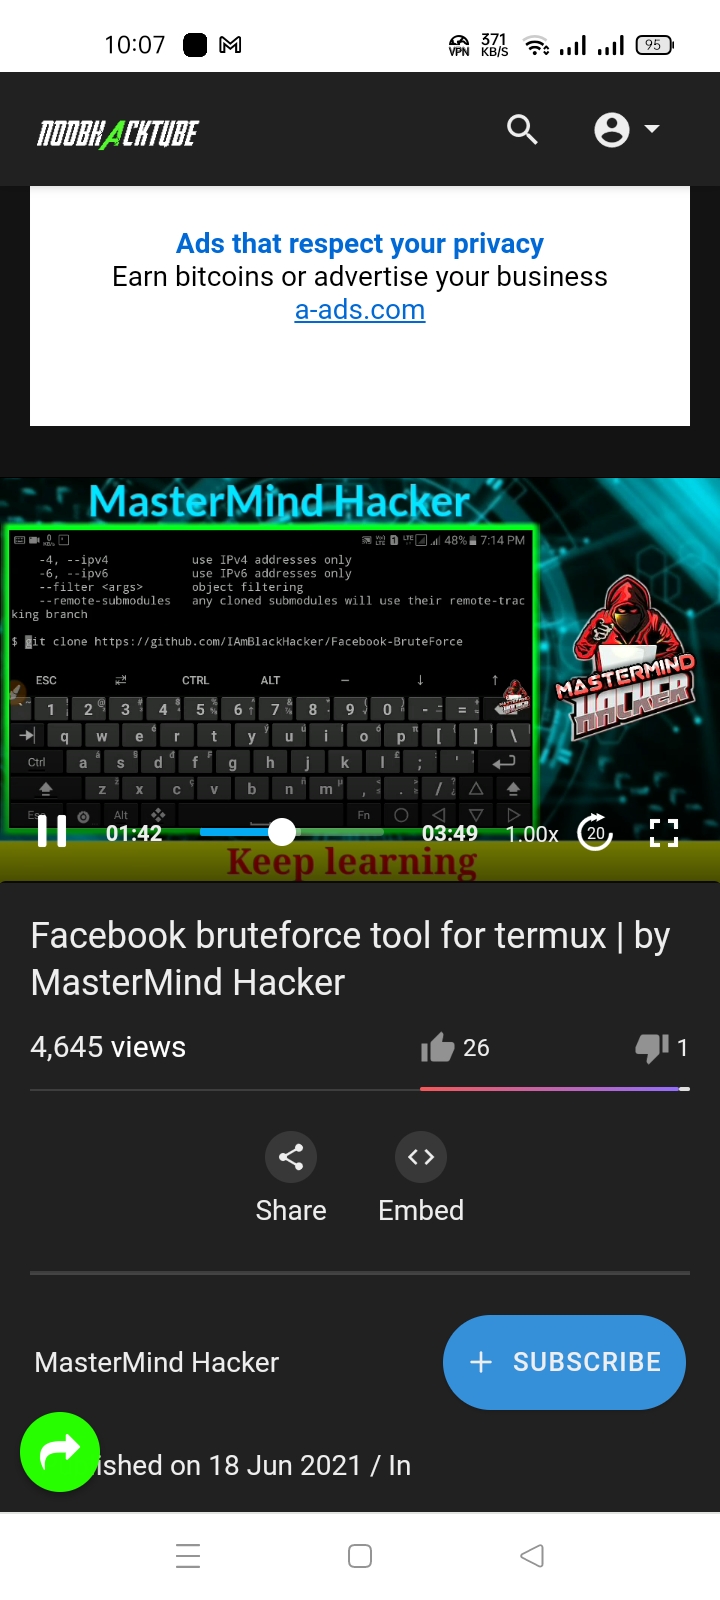 10:07
VPN 371 KB/S 95
NOOBHACKTUBE
Ads that respect your privacy
Earn bitcoins or advertise your business
a-ads.com
MasterMind Hacker
48% 7:14 PM
-4, --ipv4 use IPv4 addresses only
-6, --ipv6 use IPv6 addresses only
--filter <args> object filtering
--remote-submodules any cloned submodules will use their remote-trac
king branch
$ git clone https://github.com/IAmBlackHacker/Facebook-BruteForce
ESC CTRL ALT
1 2 3 4 5 6 7 8 9 0 - =
q w e r t y u i o p [ ] \
Ctrl a s d f g h j k l ; '
z x c v b n m , . /
Alt Fn
MASTERMIND
HACKER
01:42 03:49 1.00x 20
Keep learning
Facebook bruteforce tool for termux | by
MasterMind Hacker
4,645 views 26 1
Share Embed
MasterMind Hacker + SUBSCRIBE
ished on 18 Jun 2021 / In